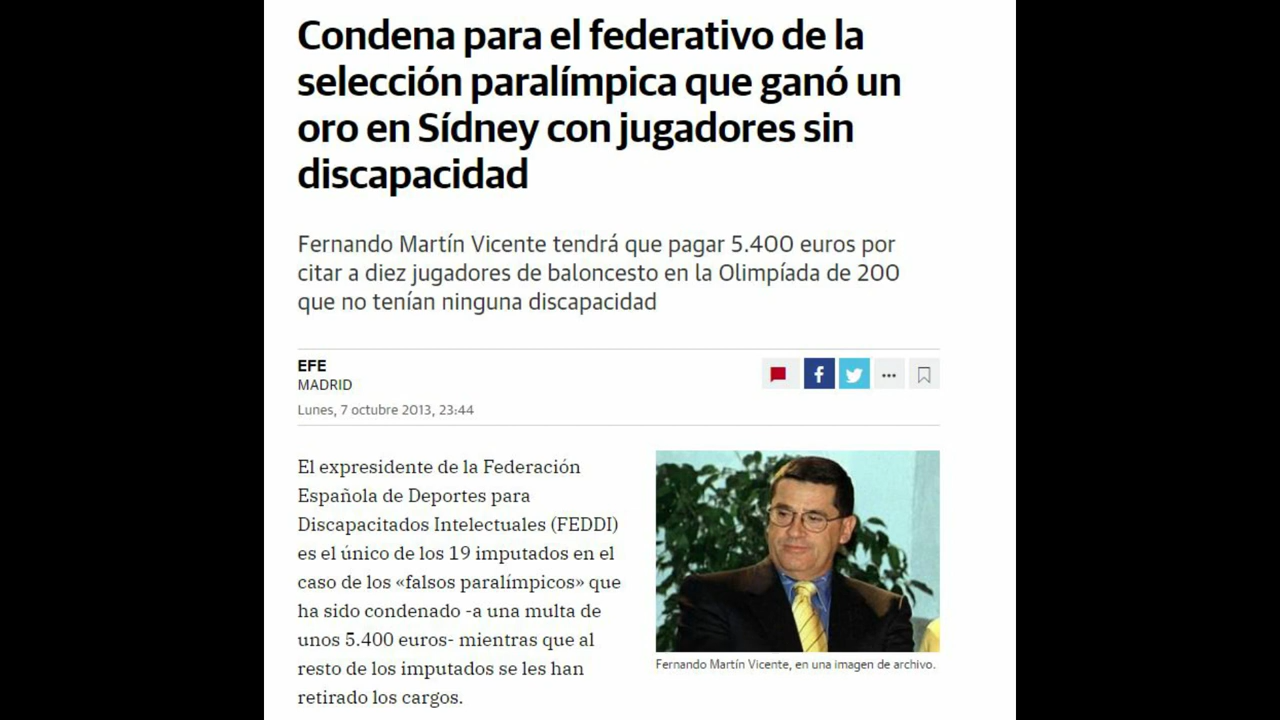 Condena para el federativo de la
selección paralímpica que ganó un
oro en Sídney con jugadores sin
discapacidad
Fernando Martín Vicente tendrá que pagar 5.400 euros por
citar a diez jugadores de baloncesto en la Olimpíada de 200
que no tenían ninguna discapacidad
EFE
MADRID
Lunes, 7 octubre 2013, 23:44
El expresidente de la Federación
Española de Deportes para
Discapacitados Intelectuales (FEDDI)
es el único de los 19 imputados en el
caso de los «falsos paralímpicos» que
ha sido condenado -a una multa de
unos 5.400 euros- mientras que al
resto de los imputados se les han
retirado los cargos.
Fernando Martín Vicente, en una imagen de archivo.